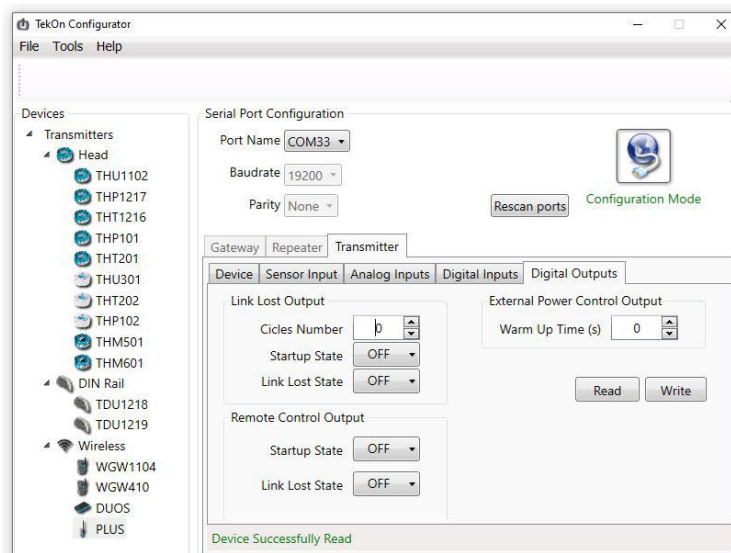 TekOn Configurator
File Tools Help
Devices
Transmitters
Head
THU1102
THP1217
THT1216
THP101
THT201
THU301
THT202
THP102
THM501
THM601
DIN Rail
TDU1218
TDU1219
Wireless
WGW1104
WGW410
DUOS
PLUS
Serial Port Configuration
Port Name COM33
Baudrate 19200
Parity None
Rescan ports
Configuration Mode
Gateway Repeater Transmitter
Device Sensor Input Analog Inputs Digital Inputs Digital Outputs
Link Lost Output
Cicles Number 0
Startup State OFF
Link Lost State OFF
External Power Control Output
Warm Up Time (s) 0
Read Write
Remote Control Output
Startup State OFF
Link Lost State OFF
Device Successfully Read